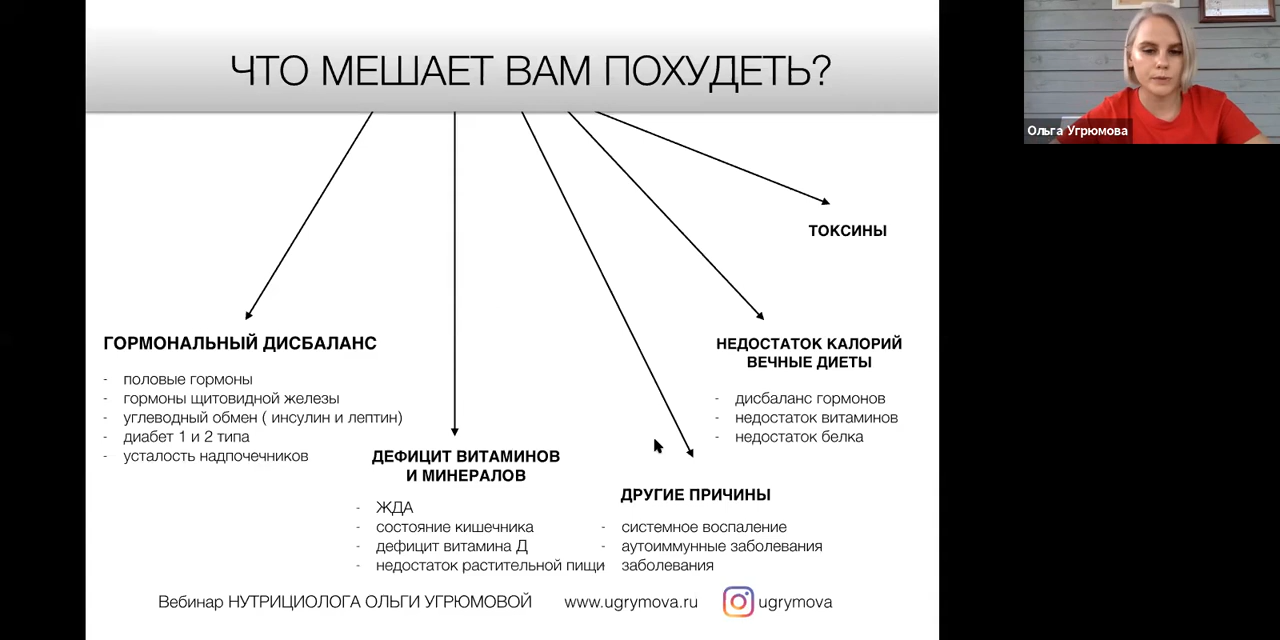 ЧТО МЕШАЕТ ВАМ ПОХУДЕТЬ?
Ольга Угрюмова
ТОКСИНЫ
ГОРМОНАЛЬНЫЙ ДИСБАЛАНС
- половые гормоны
- гормоны щитовидной железы
- углеводный обмен ( инсулин и лептин)
- диабет 1 и 2 типа
- усталость надпочечников
НЕДОСТАТОК КАЛОРИЙ
ВЕЧНЫЕ ДИЕТЫ
- дисбаланс гормонов
- недостаток витаминов
- недостаток белка
ДЕФИЦИТ ВИТАМИНОВ
И МИНЕРАЛОВ
- ЖДА
- состояние кишечника
- дефицит витамина Д
- недостаток растительной пищи
ДРУГИЕ ПРИЧИНЫ
- системное воспаление
- аутоиммунные заболевания
заболевания
Вебинар НУТРИЦИОЛОГА ОЛЬГИ УГРЮМОВОЙ
www.ugrymova.ru
ugrymova